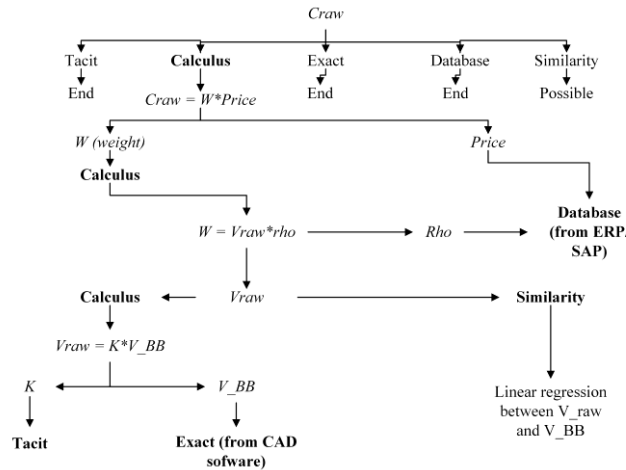 Craw
Tacit Calculus Exact Database Similarity
End Craw = W*Price End End Possible
W (weight) Price
Calculus
W = Vraw*rho Rho Database
(from ERP.
SAP)
Calculus Vraw Similarity
Vraw = K*V_BB
K V_BB Linear regression
between V_raw
and V_BB
Tacit Exact (from CAD
sofware)